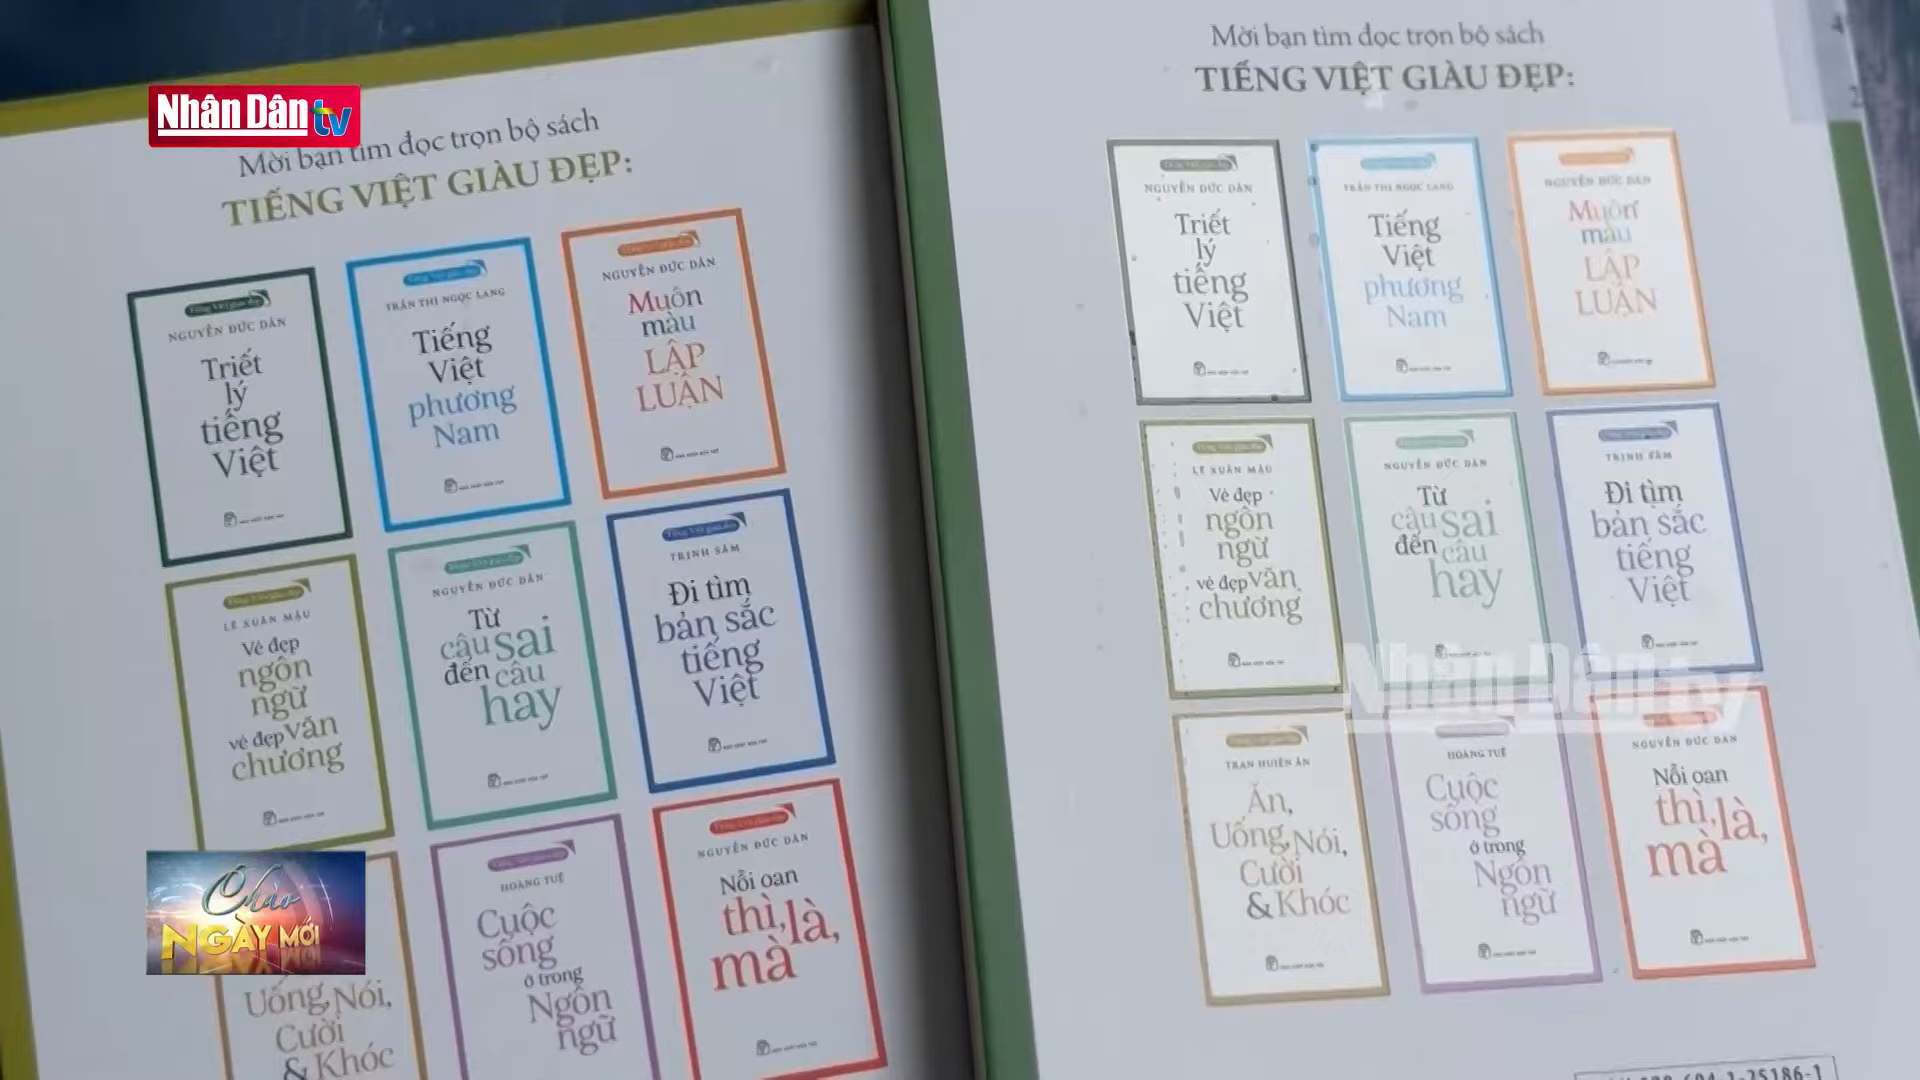 Nhân Dân tv
Mời bạn tìm đọc trọn bộ sách
TIẾNG VIỆT GIÀU ĐẸP:
Tiếng Việt giàu đẹp
NGUYỄN ĐỨC DÂN
Triết
lý
tiếng
Việt
TRẦN THỊ NGỌC LANG
Tiếng
Việt
phương
Nam
NGUYỄN ĐỨC DÂN
Muôn
màu
LẬP
LUẬN
LÊ XUÂN MẬU
Vẻ đẹp
ngôn
ngữ
vẻ đẹp văn
chương
NGUYỄN ĐỨC DÂN
Từ
câu sai
đến câu
hay
Tiếng Việt giàu đẹp
TRỊNH SÂM
Đi tìm
bản sắc
tiếng
Việt
Uống, Nói,
Cười
& Khóc
HOÀNG TUỆ
Cuộc
sống
ở trong
Ngôn
ngữ
NGUYỄN ĐỨC DÂN
Nỗi oan
thì, là,
mà
Chào
NGÀY MỚI
Mời bạn tìm đọc trọn bộ sách
TIẾNG VIỆT GIÀU ĐẸP:
NGUYỄN ĐỨC DÂN
Triết
lý
tiếng
Việt
TRẦN THỊ NGỌC LANG
Tiếng
Việt
phương
Nam
NGUYỄN ĐỨC DÂN
Muôn
màu
LẬP
LUẬN
LÊ XUÂN MẬU
Vẻ đẹp
ngôn
ngữ
vẻ đẹp văn
chương
NGUYỄN ĐỨC DÂN
Từ
câu sai
đến câu
hay
TRỊNH SÂM
Đi tìm
bản sắc
tiếng
Việt
TRẦN HUIỀN ÂN
Ăn,
Uống, Nói,
Cười
& Khóc
HOÀNG TUỆ
Cuộc
sống
ở trong
Ngôn
ngữ
NGUYỄN ĐỨC DÂN
Nỗi oan
thì, là,
mà
Nhân Dân tv